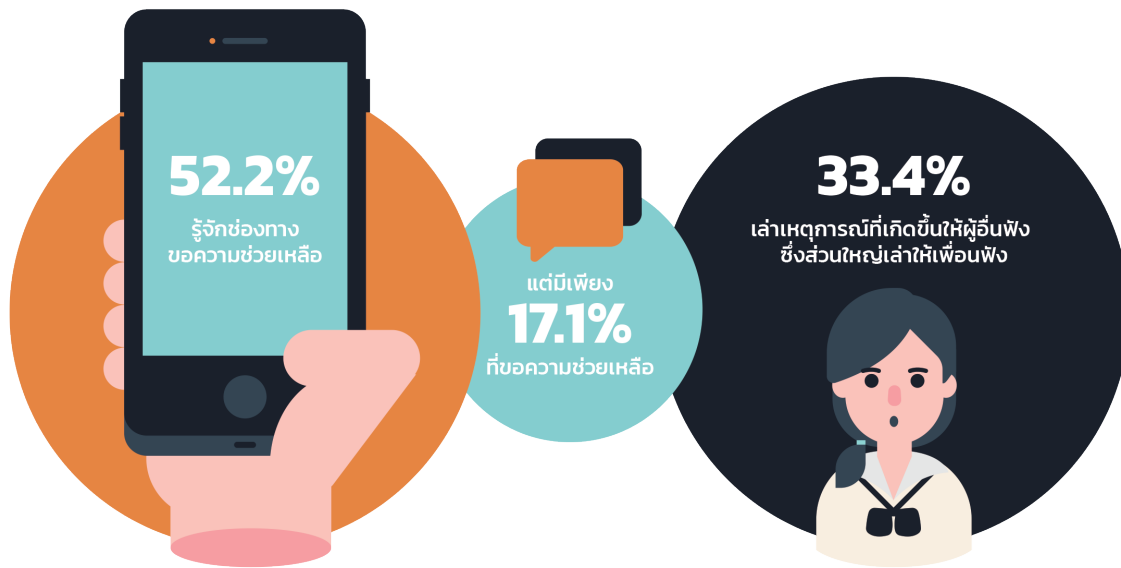 52.2%
รู้จักช่องทาง
ขอความช่วยเหลือ
แต่มีเพียง
17.1%
ที่ขอความช่วยเหลือ
33.4%
เล่าเหตุการณ์ที่เกิดขึ้นให้ผู้อื่นฟัง
ซึ่งส่วนใหญ่เล่าให้เพื่อนฟัง